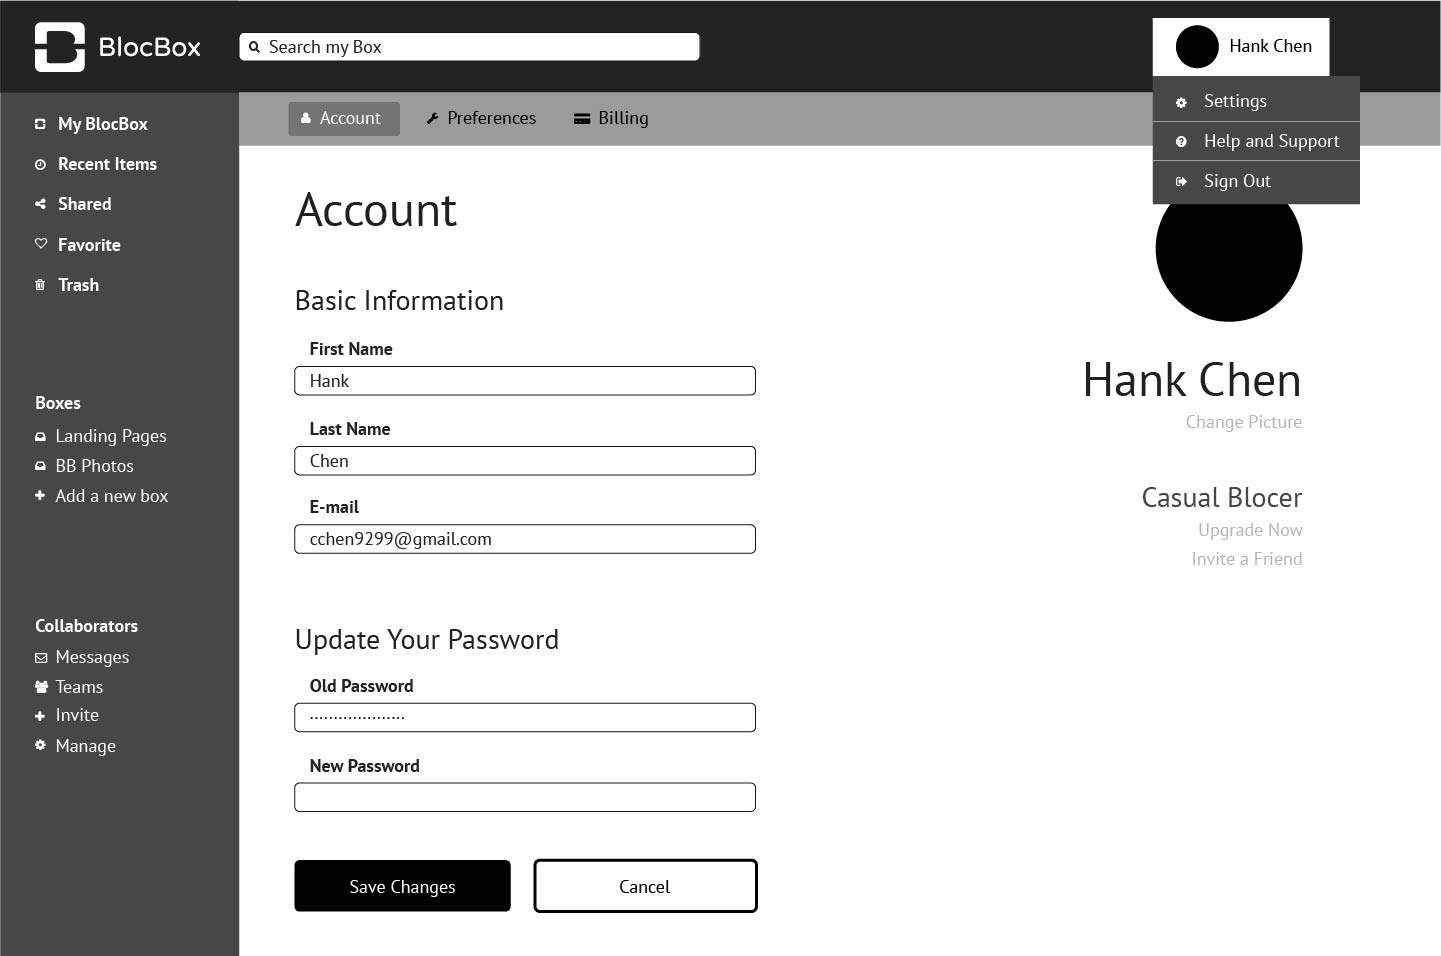 BlocBox
Search my Box
Hank Chen
Settings
Help and Support
Sign Out
My BlocBox
Recent Items
Shared
Favorite
Trash
Boxes
Landing Pages
BB Photos
Add a new box
Collaborators
Messages
Teams
Invite
Manage
Account
Preferences
Billing
Account
Basic Information
First Name
Hank
Last Name
Chen
E-mail
cchen9299@gmail.com
Update Your Password
Old Password
....................
New Password
Save Changes
Cancel
Hank Chen
Change Picture
Casual Blocer
Upgrade Now
Invite a Friend